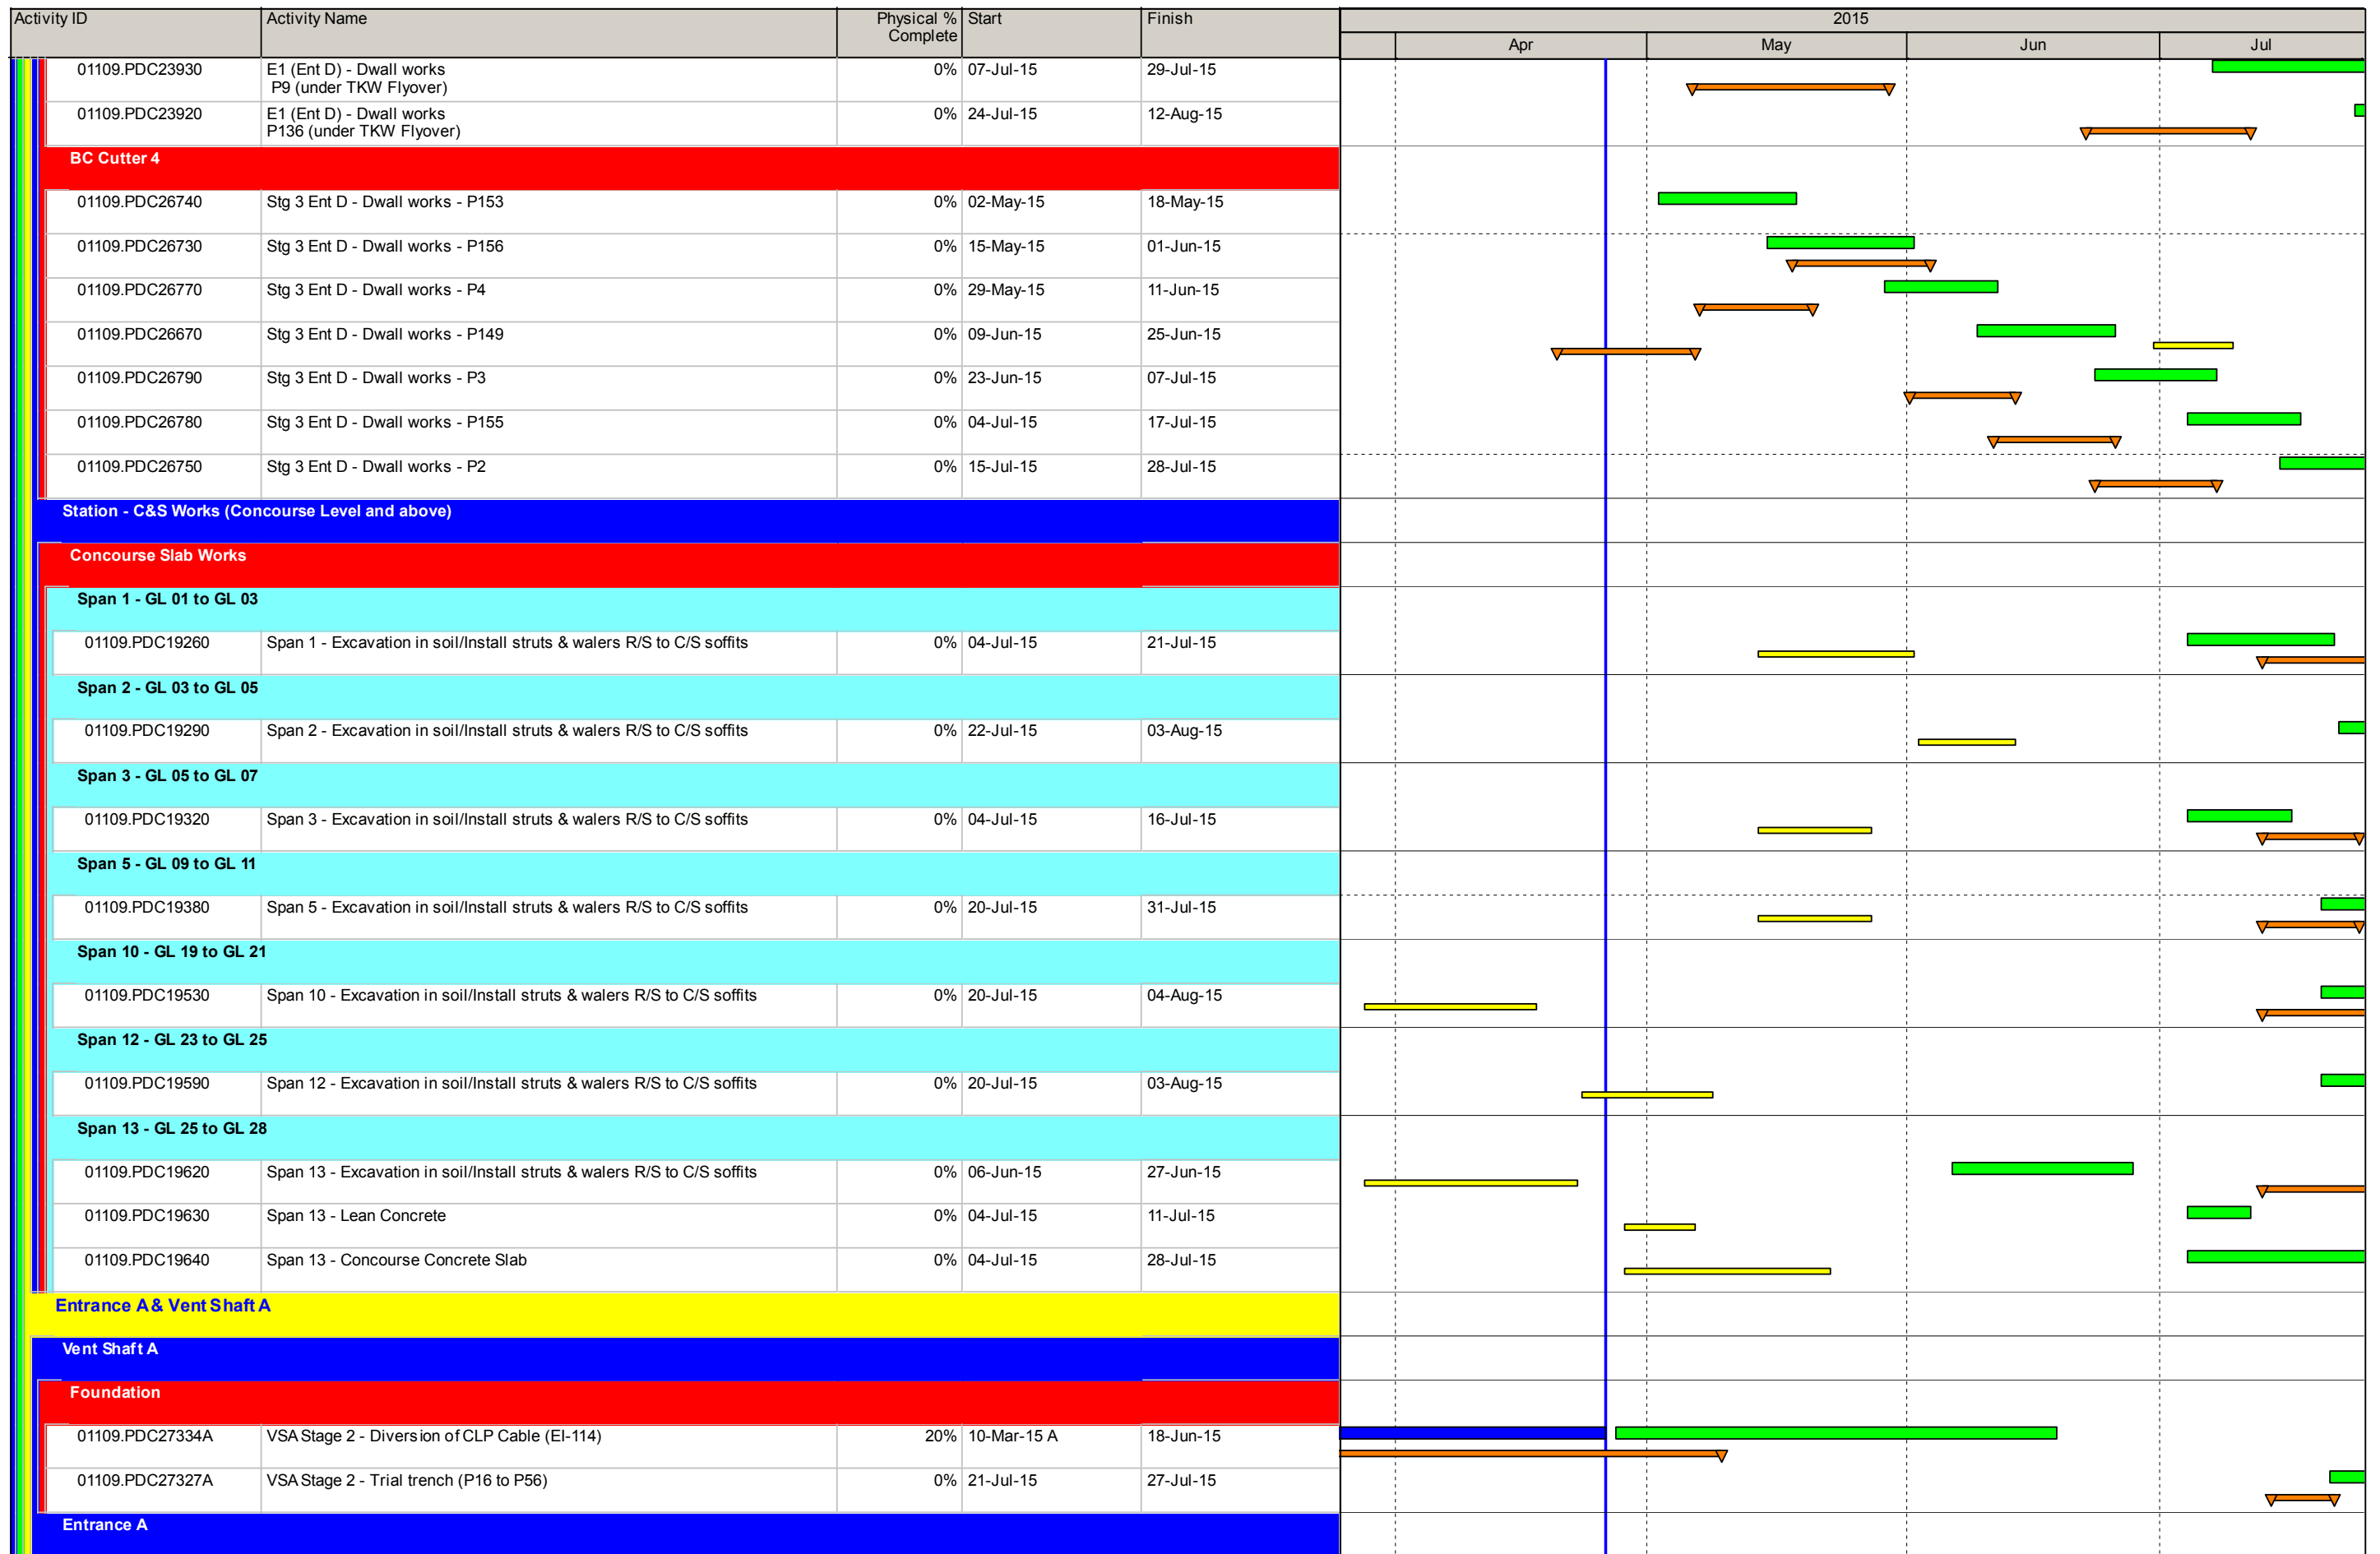 Activity ID Activity Name Physical % Complete Start Finish 2015
Apr May Jun Jul
01109.PDC23930 E1 (Ent D) - Dwall works 0% 07-Jul-15 29-Jul-15
P9 (under TKW Flyover)
01109.PDC23920 E1 (Ent D) - Dwall works 0% 24-Jul-15 12-Aug-15
P136 (under TKW Flyover)
BC Cutter 4
01109.PDC26740 Stg 3 Ent D - Dwall works - P153 0% 02-May-15 18-May-15
01109.PDC26730 Stg 3 Ent D - Dwall works - P156 0% 15-May-15 01-Jun-15
01109.PDC26770 Stg 3 Ent D - Dwall works - P4 0% 29-May-15 11-Jun-15
01109.PDC26670 Stg 3 Ent D - Dwall works - P149 0% 09-Jun-15 25-Jun-15
01109.PDC26790 Stg 3 Ent D - Dwall works - P3 0% 23-Jun-15 07-Jul-15
01109.PDC26780 Stg 3 Ent D - Dwall works - P155 0% 04-Jul-15 17-Jul-15
01109.PDC26750 Stg 3 Ent D - Dwall works - P2 0% 15-Jul-15 28-Jul-15
Station - C&S Works (Concourse Level and above)
Concourse Slab Works
Span 1 - GL 01 to GL 03
01109.PDC19260 Span 1 - Excavation in soil/Install struts & walers R/S to C/S soffits 0% 04-Jul-15 21-Jul-15
Span 2 - GL 03 to GL 05
01109.PDC19290 Span 2 - Excavation in soil/Install struts & walers R/S to C/S soffits 0% 22-Jul-15 03-Aug-15
Span 3 - GL 05 to GL 07
01109.PDC19320 Span 3 - Excavation in soil/Install struts & walers R/S to C/S soffits 0% 04-Jul-15 16-Jul-15
Span 5 - GL 09 to GL 11
01109.PDC19380 Span 5 - Excavation in soil/Install struts & walers R/S to C/S soffits 0% 20-Jul-15 31-Jul-15
Span 10 - GL 19 to GL 21
01109.PDC19530 Span 10 - Excavation in soil/Install struts & walers R/S to C/S soffits 0% 20-Jul-15 04-Aug-15
Span 12 - GL 23 to GL 25
01109.PDC19590 Span 12 - Excavation in soil/Install struts & walers R/S to C/S soffits 0% 20-Jul-15 03-Aug-15
Span 13 - GL 25 to GL 28
01109.PDC19620 Span 13 - Excavation in soil/Install struts & walers R/S to C/S soffits 0% 06-Jun-15 27-Jun-15
01109.PDC19630 Span 13 - Lean Concrete 0% 04-Jul-15 11-Jul-15
01109.PDC19640 Span 13 - Concourse Concrete Slab 0% 04-Jul-15 28-Jul-15
Entrance A & Vent Shaft A
Vent Shaft A
Foundation
01109.PDC27334A VSA Stage 2 - Diversion of CLP Cable (EI-114) 20% 10-Mar-15 A 18-Jun-15
01109.PDC27327A VSA Stage 2 - Trial trench (P16 to P56) 0% 21-Jul-15 27-Jul-15
Entrance A